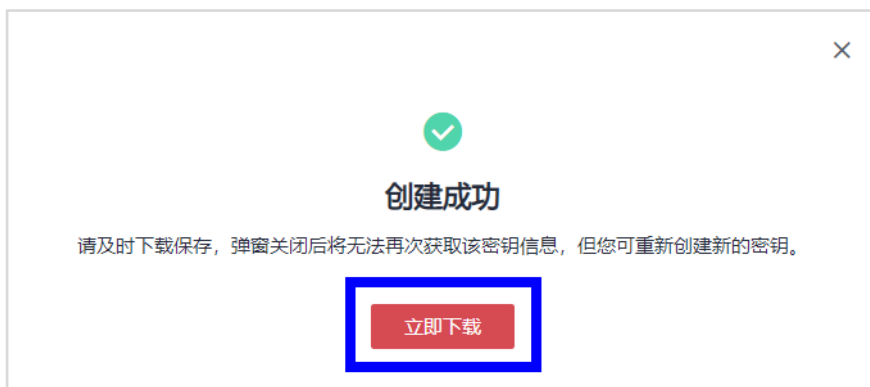 创建成功
请及时下载保存，弹窗关闭后将无法再次获取该密钥信息，但您可重新创建新的密钥。
立即下载